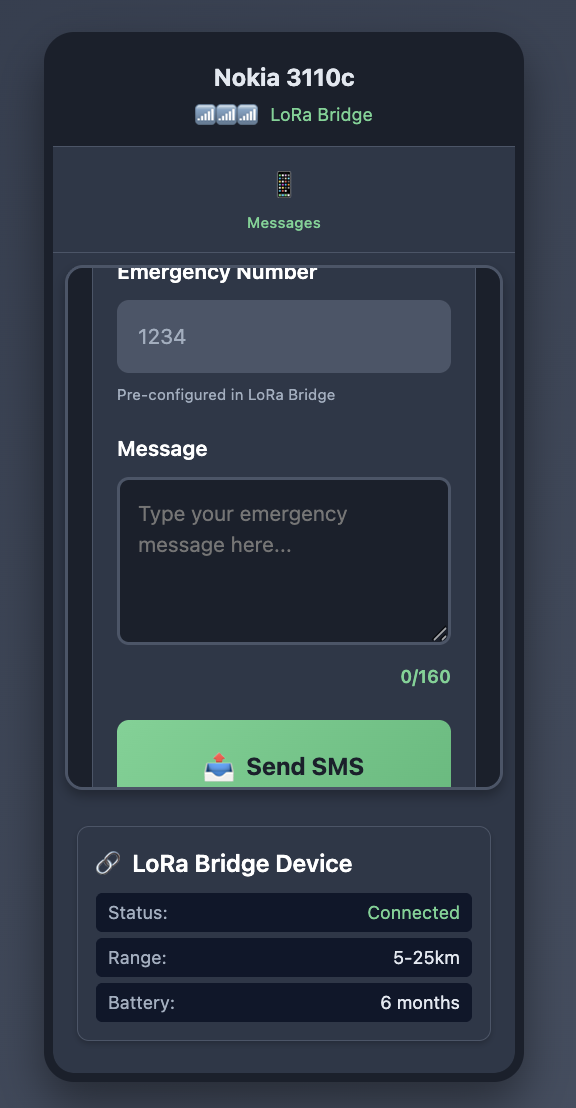 Nokia 3110c
LoRa Bridge
Messages
Emergency Number
1234
Pre-configured in LoRa Bridge
Message
Type your emergency
message here...
0/160
Send SMS
LoRa Bridge Device
Status: Connected
Range: 5-25km
Battery: 6 months